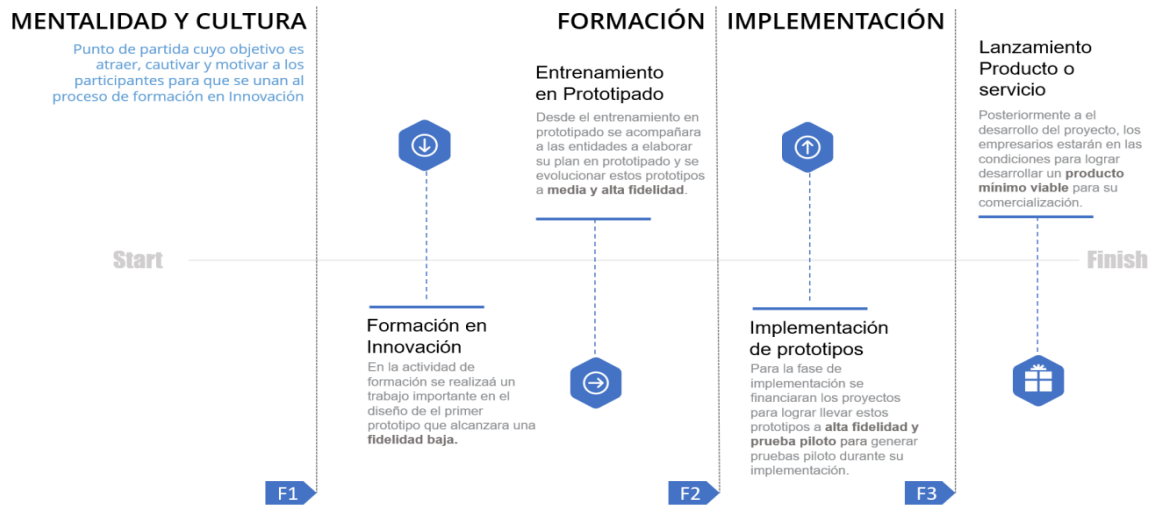 MENTALIDAD Y CULTURA
Punto de partida cuyo objetivo es
atraer, cautivar y motivar a los
participantes para que se unan al
proceso de formación en Innovación
FORMACIÓN
IMPLEMENTACIÓN
Entrenamiento
en Prototipado
Desde el entrenamiento en
prototipado se acompañara
a las entidades a elaborar
su plan en prototipado y se
evolucionar estos prototipos
a media y alta fidelidad.
Lanzamiento
Producto o
servicio
Posteriormente a el
desarrollo del proyecto, los
empresarios estarán en las
condiciones para lograr
desarrollar un producto
mínimo viable para su
comercialización.
Start
Finish
Formación en
Innovación
En la actividad de
formación se realizaá un
trabajo importante en el
diseño de el primer
prototipo que alcanzara una
fidelidad baja.
Implementación
de prototipos
Para la fase de
implementación se
financiaran los proyectos
para lograr llevar estos
prototipos a alta fidelidad y
prueba piloto para generar
pruebas piloto durante su
implementación.
F1
F2
F3